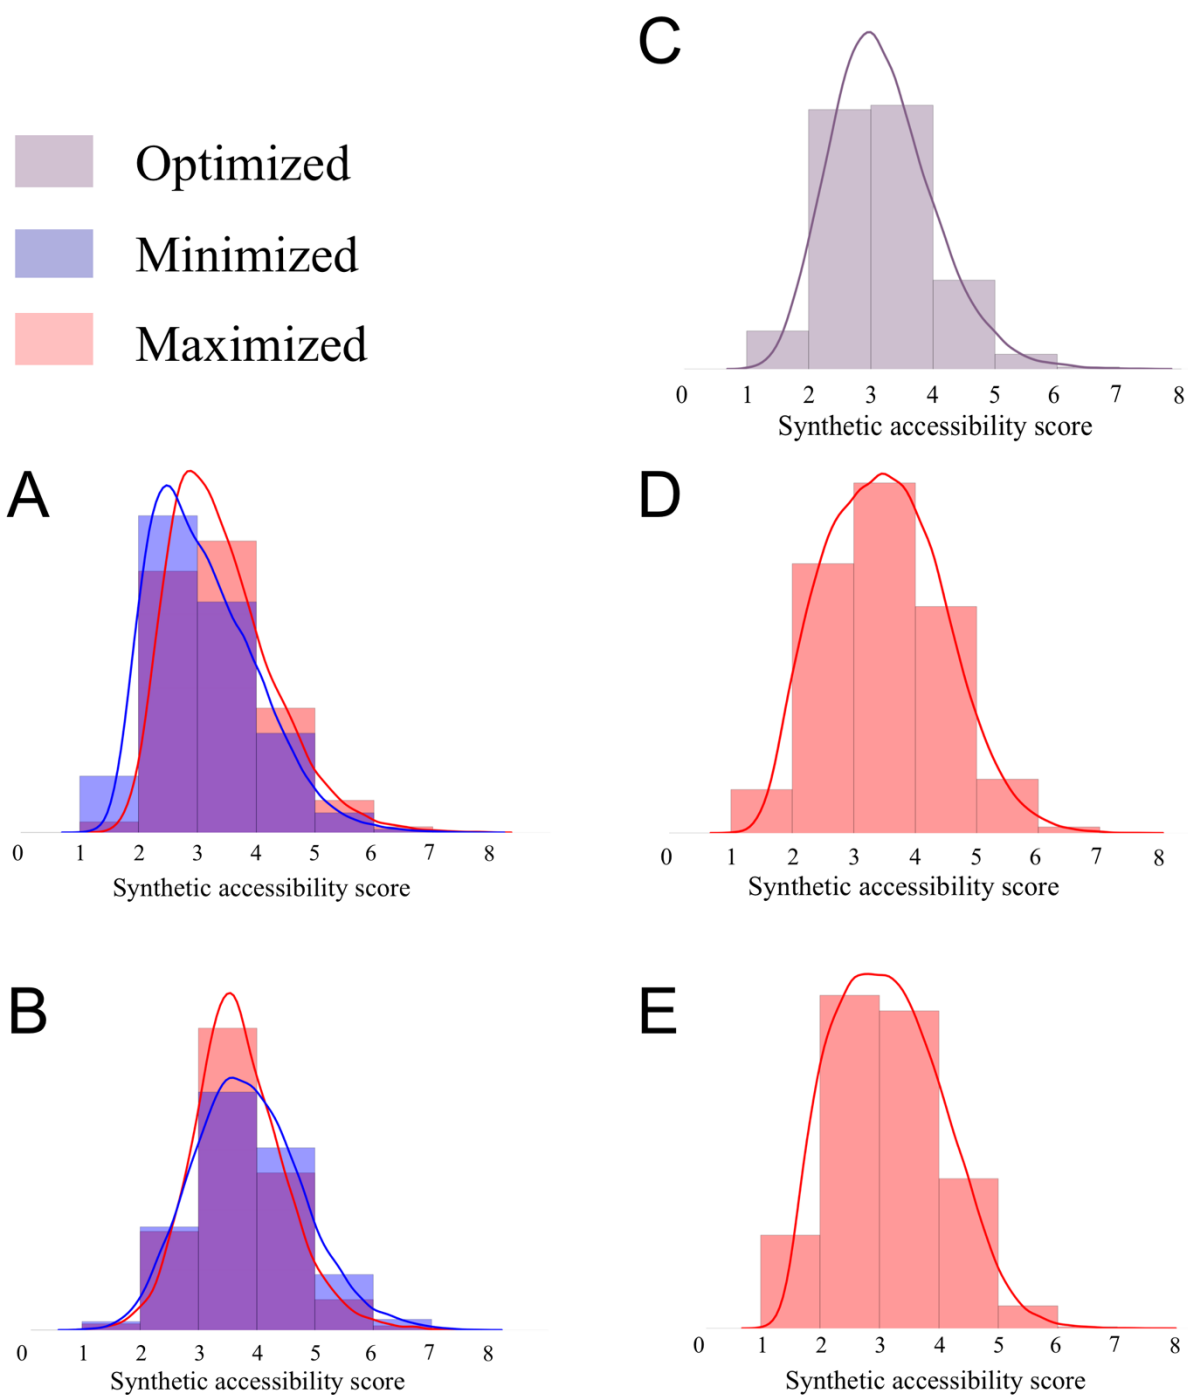 C
Optimized
Minimized
Maximized
0 1 2 3 4 5 6 7 8
Synthetic accessibility score
A
0 1 2 3 4 5 6 7 8
Synthetic accessibility score
D
0 1 2 3 4 5 6 7 8
Synthetic accessibility score
B
0 1 2 3 4 5 6 7 8
Synthetic accessibility score
E
0 1 2 3 4 5 6 7 8
Synthetic accessibility score